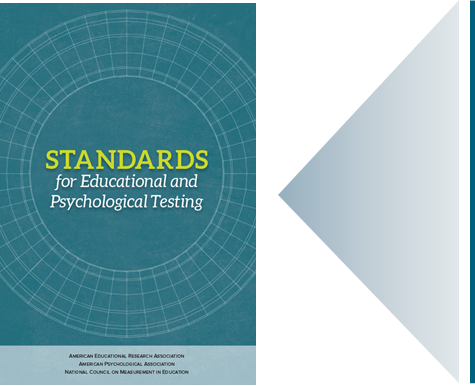 STANDARDS
for Educational and
Psychological Testing
American Educational Research Association
American Psychological Association
National Council on Measurement in Education